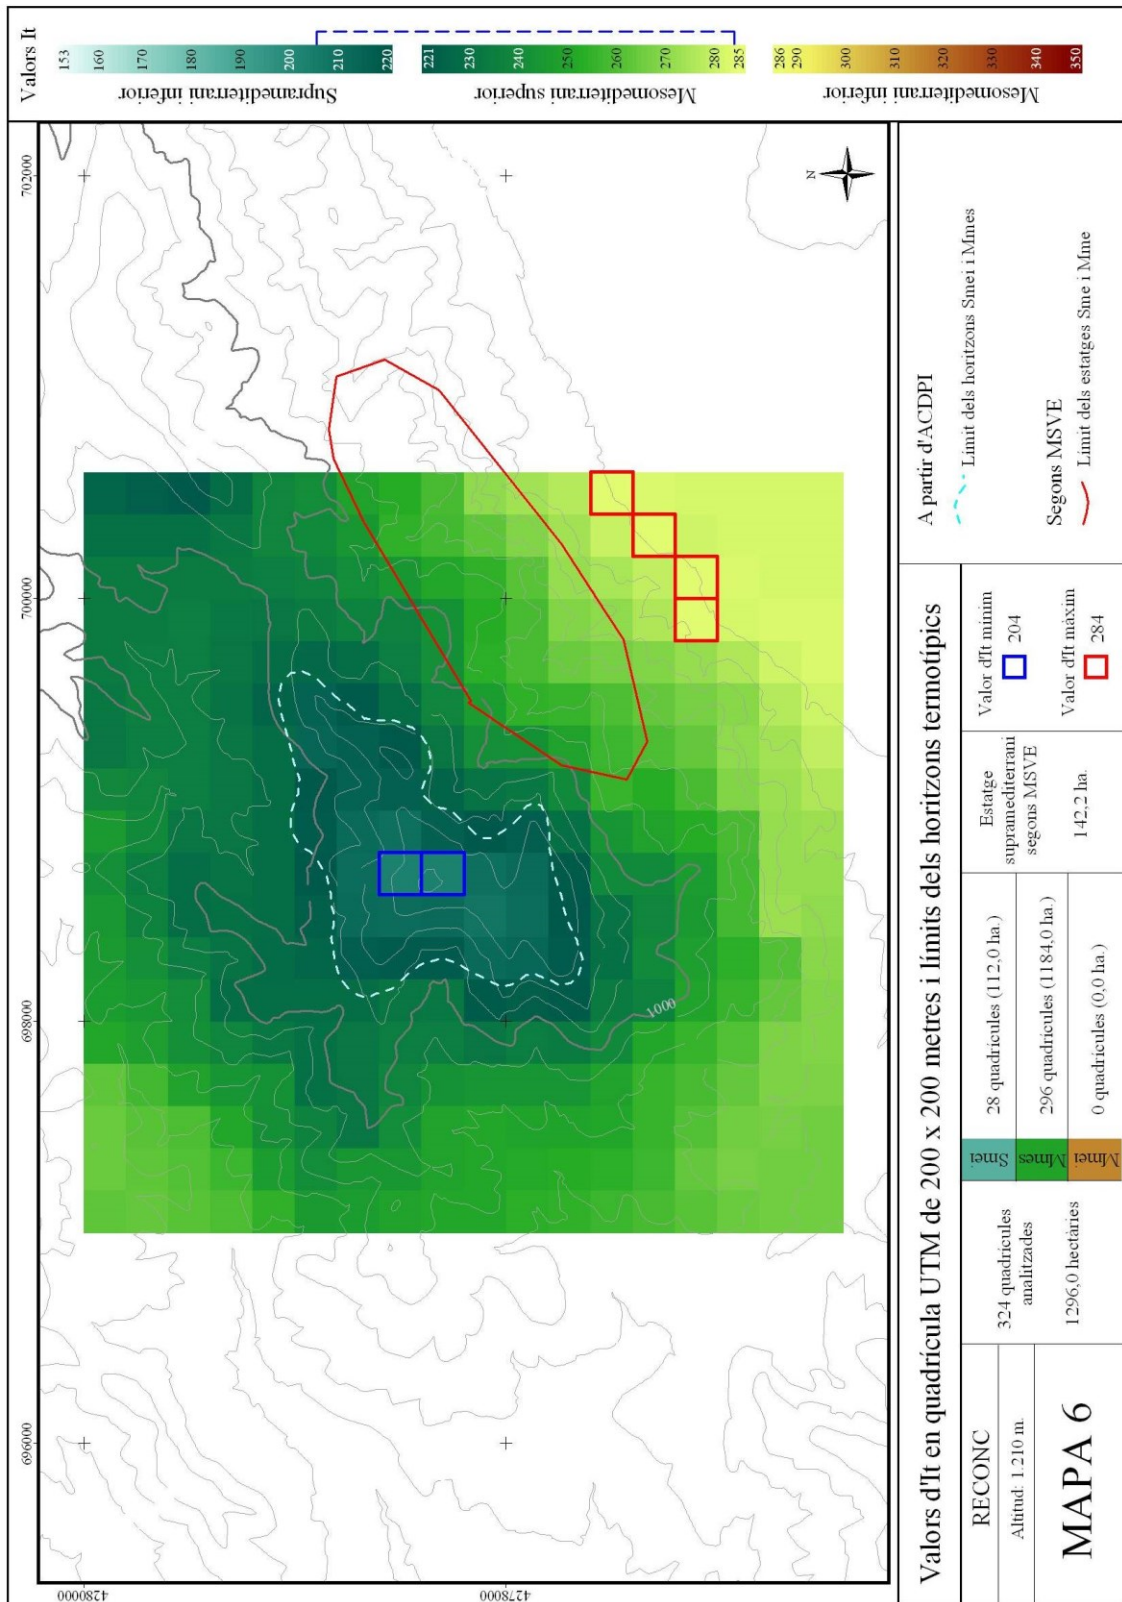 Valors It
153
160
170
180
190
200
210
220
Supramediterrani inferior
221
230
240
250
260
270
280
285
Mesomediterrani superior
286
290
300
310
320
330
340
350
Mesomediterrani inferior
696000
698000
700000
702000
4280000
4278000
1000
N
Valors d'It en quadrícula UTM de 200 x 200 metres i límits dels horitzons termotípics
RECONC
Altitud: 1.210 m.
MAPA 6
324 quadrícules
analitzades
1296,0 hectàries
Smei
28 quadrícules (112,0 ha.)
Mmes
296 quadrícules (1184,0 ha.)
Mmei
0 quadrícules (0,0 ha.)
Estatge
supramediterrani
segons MSVE
142,2 ha.
Valor d'It mínim
204
Valor d'It màxim
284
A partir d'ACDPI
Límit dels horitzons Smei i Mmes
Segons MSVE
Límit dels estatges Sme i Mme